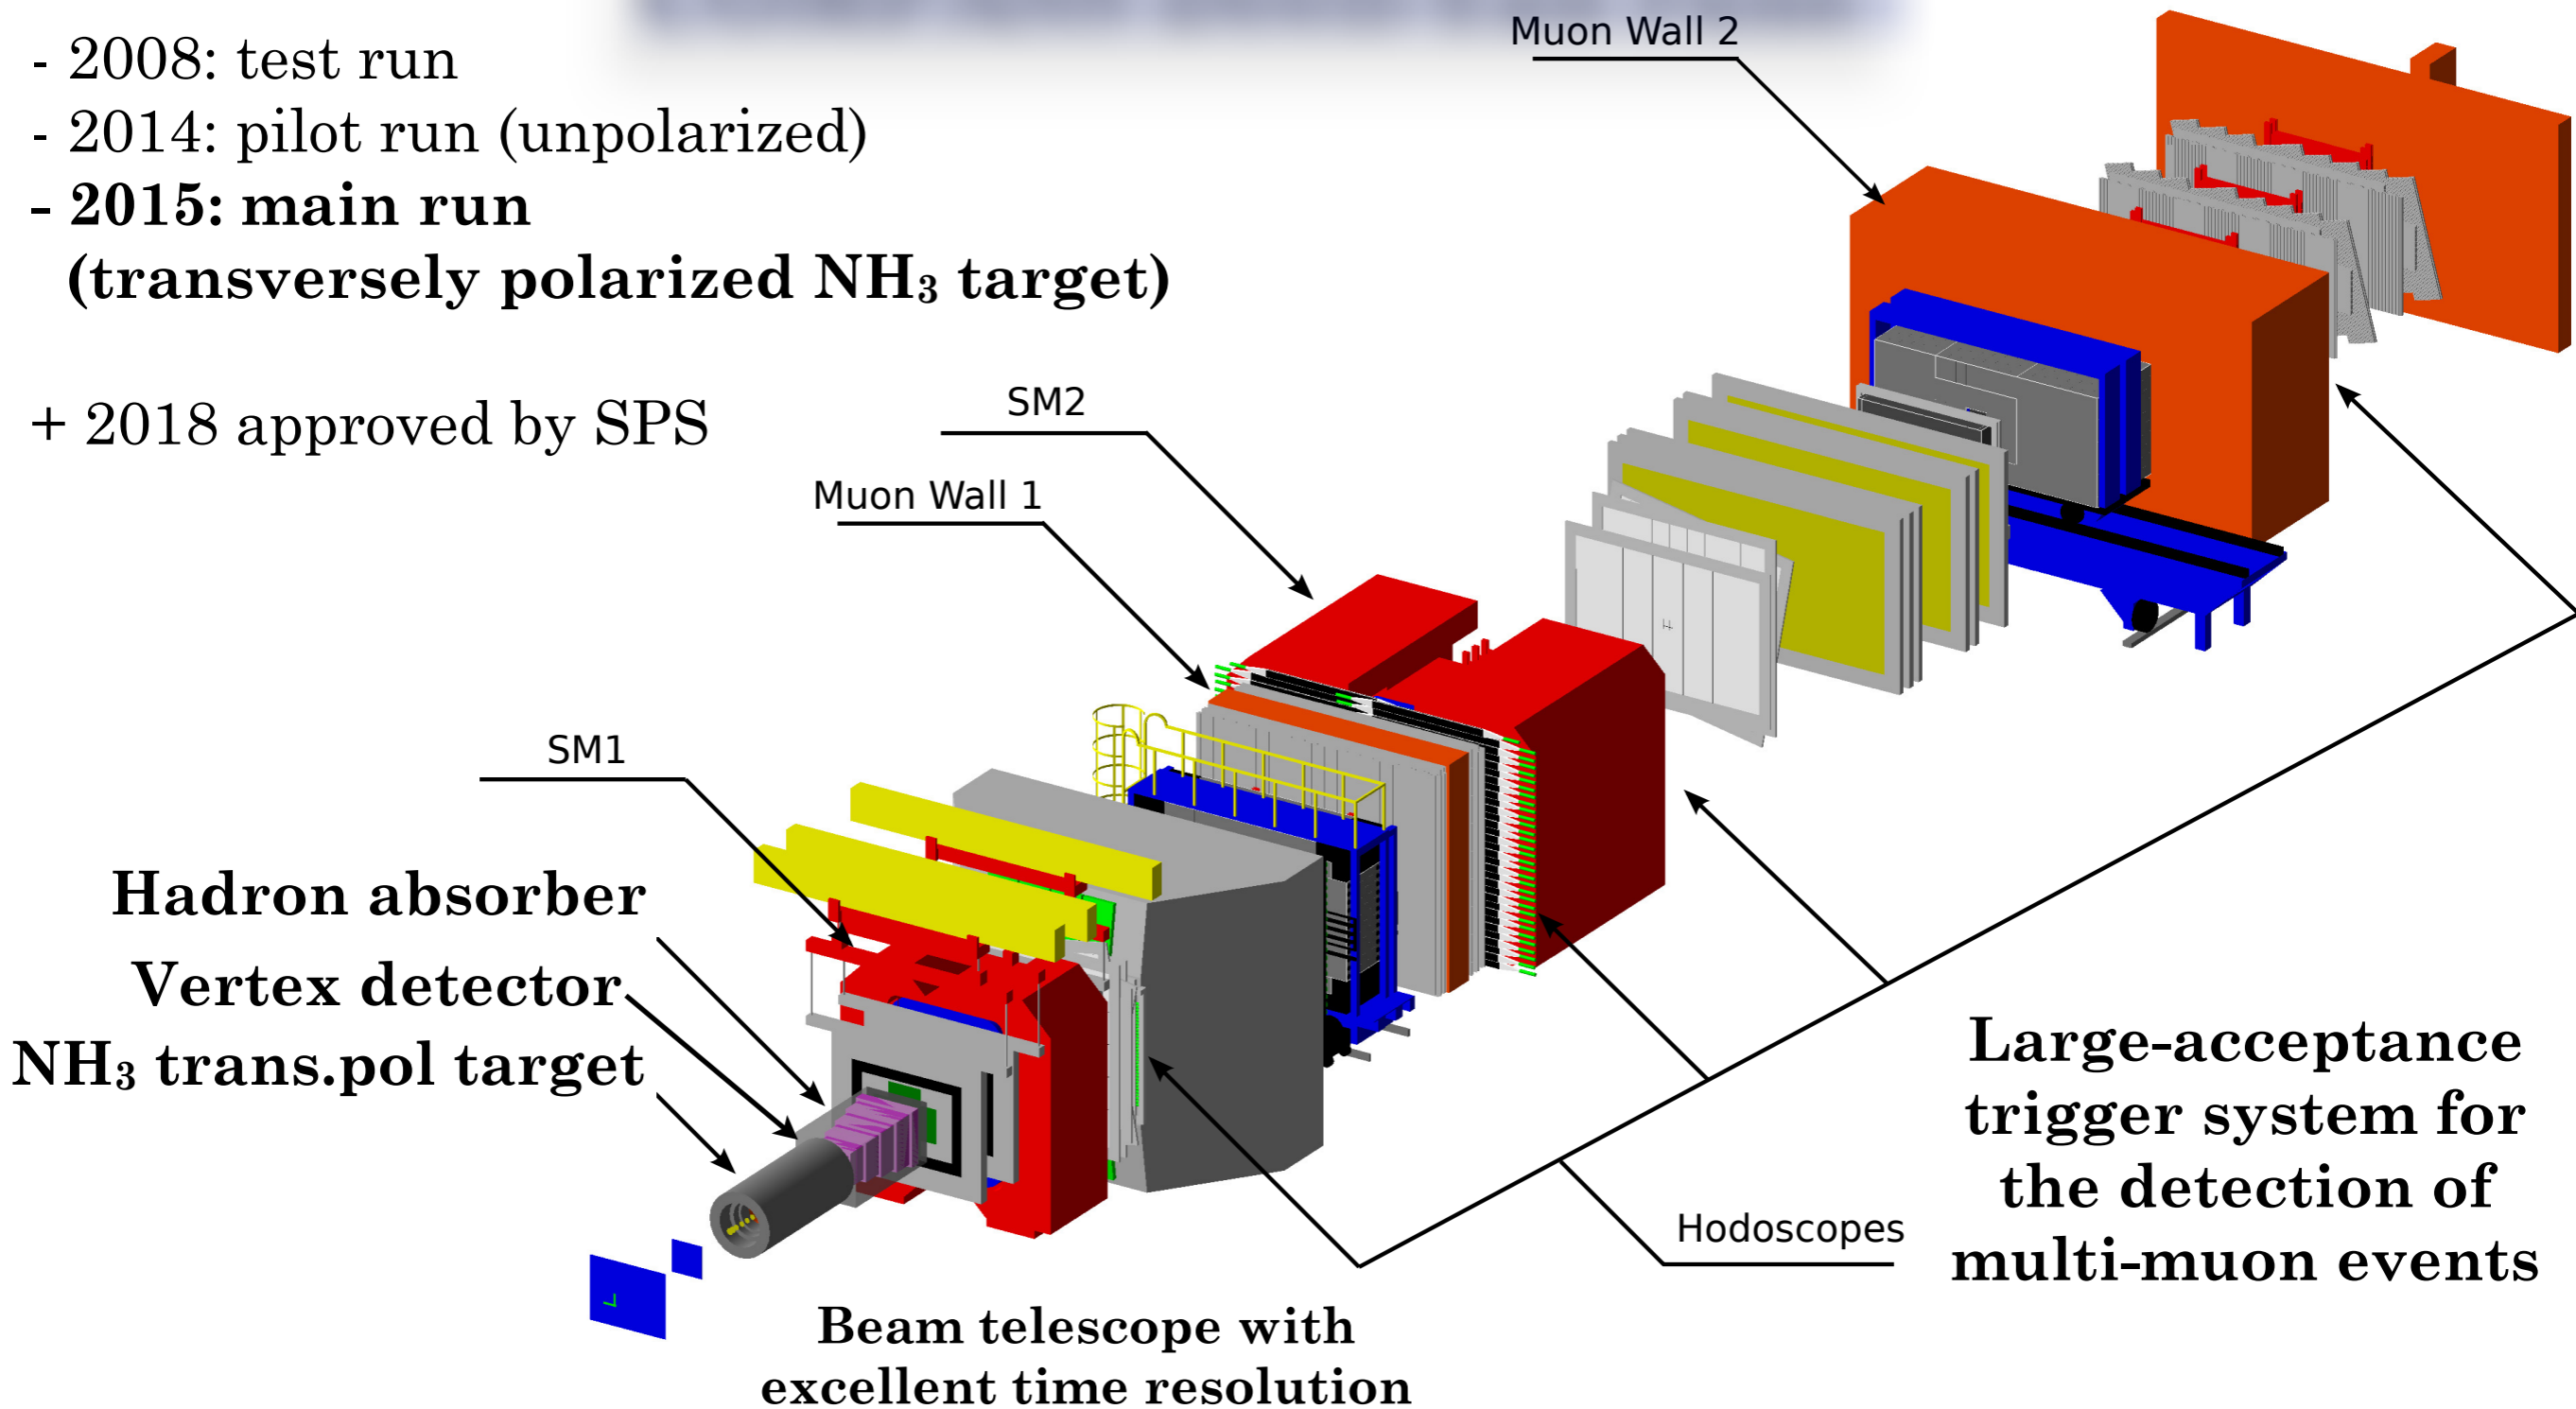 - 2008: test run
- 2014: pilot run (unpolarized)
- 2015: main run
(transversely polarized NH₃ target)
+ 2018 approved by SPS
Muon Wall 2
SM2
Muon Wall 1
SM1
Hadron absorber
Vertex detector
NH₃ trans.pol target
Hodoscopes
Large-acceptance
trigger system for
the detection of
multi-muon events
Beam telescope with
excellent time resolution